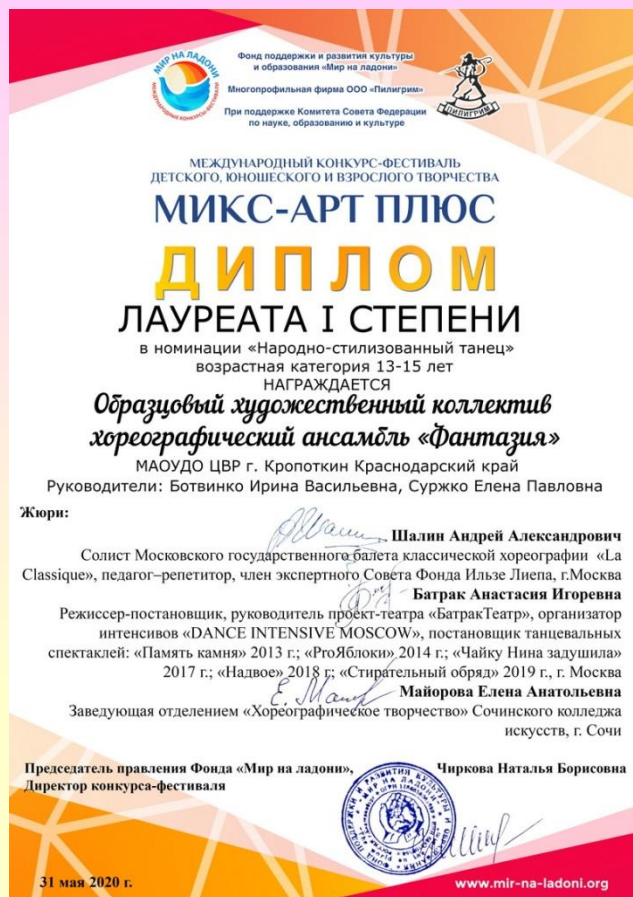 МИР НА ЛАДОНИ
МЕЖДУНАРОДНЫЕ КОНКУРСЫ-ФЕСТИВАЛИ
Фонд поддержки и развития культуры
и образования «Мир на ладони»
Многопрофильная фирма ООО «Пилигрим»
При поддержке Комитета Совета Федерации
по науке, образованию и культуре
ПИЛИГРИМ
МЕЖДУНАРОДНЫЙ КОНКУРС-ФЕСТИВАЛЬ
ДЕТСКОГО, ЮНОШЕСКОГО И ВЗРОСЛОГО ТВОРЧЕСТВА
МИКС-АРТ ПЛЮС
ДИПЛОМ
ЛАУРЕАТА I СТЕПЕНИ
в номинации «Народно-стилизованный танец»
возрастная категория 13-15 лет
НАГРАЖДАЕТСЯ
Образцовый художественный коллектив
хореографический ансамбль «Фантазия»
МАОУДО ЦВР г. Кропоткин Краснодарский край
Руководители: Ботвинко Ирина Васильевна, Суржко Елена Павловна
Жюри:
Шалин Андрей Александрович
Солист Московского государственного балета классической хореографии «La
Classique», педагог–репетитор, член экспертного Совета Фонда Ильзе Лиепа, г.Москва
Батрак Анастасия Игоревна
Режиссер-постановщик, руководитель проект-театра «БатракТеатр», организатор
интенсивов «DANCE INTENSIVE MOSCOW», постановщик танцевальных
спектаклей: «Память камня» 2013 г.; «ProЯблоки» 2014 г.; «Чайку Нина задушила»
2017 г.; «Надвое» 2018 г; «Стирательный обряд» 2019 г., г. Москва
Майорова Елена Анатольевна
Заведующая отделением «Хореографическое творчество» Сочинского колледжа
искусств, г. Сочи
Председатель правления Фонда «Мир на ладони»,
Директор конкурса-фестиваля
Чиркова Наталья Борисовна
31 мая 2020 г.
www.mir-na-ladoni.org